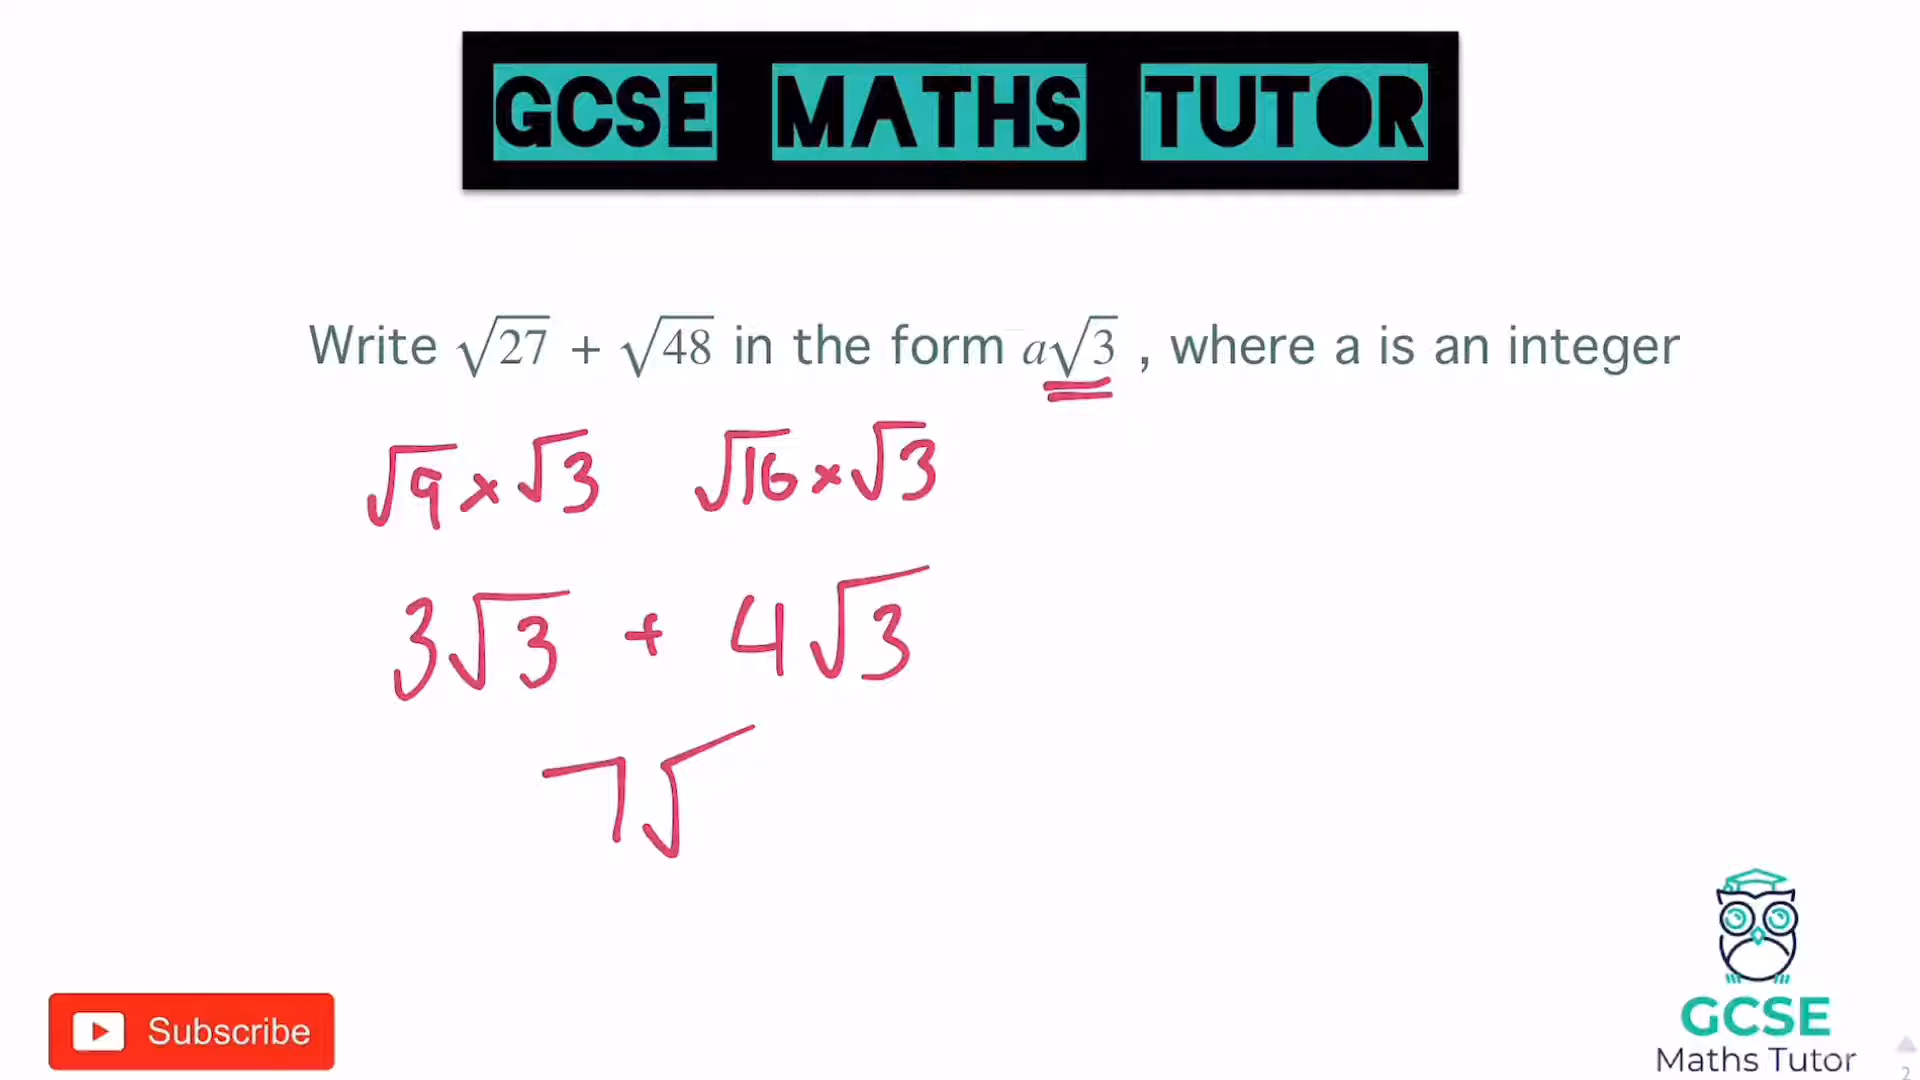 GCSE MATHS TUTOR
Write √27 + √48 in the form a√3 , where a is an integer
√9 × √3 √16 × √3
3√3 + 4√3
7√
Subscribe
GCSE
Maths Tutor
2